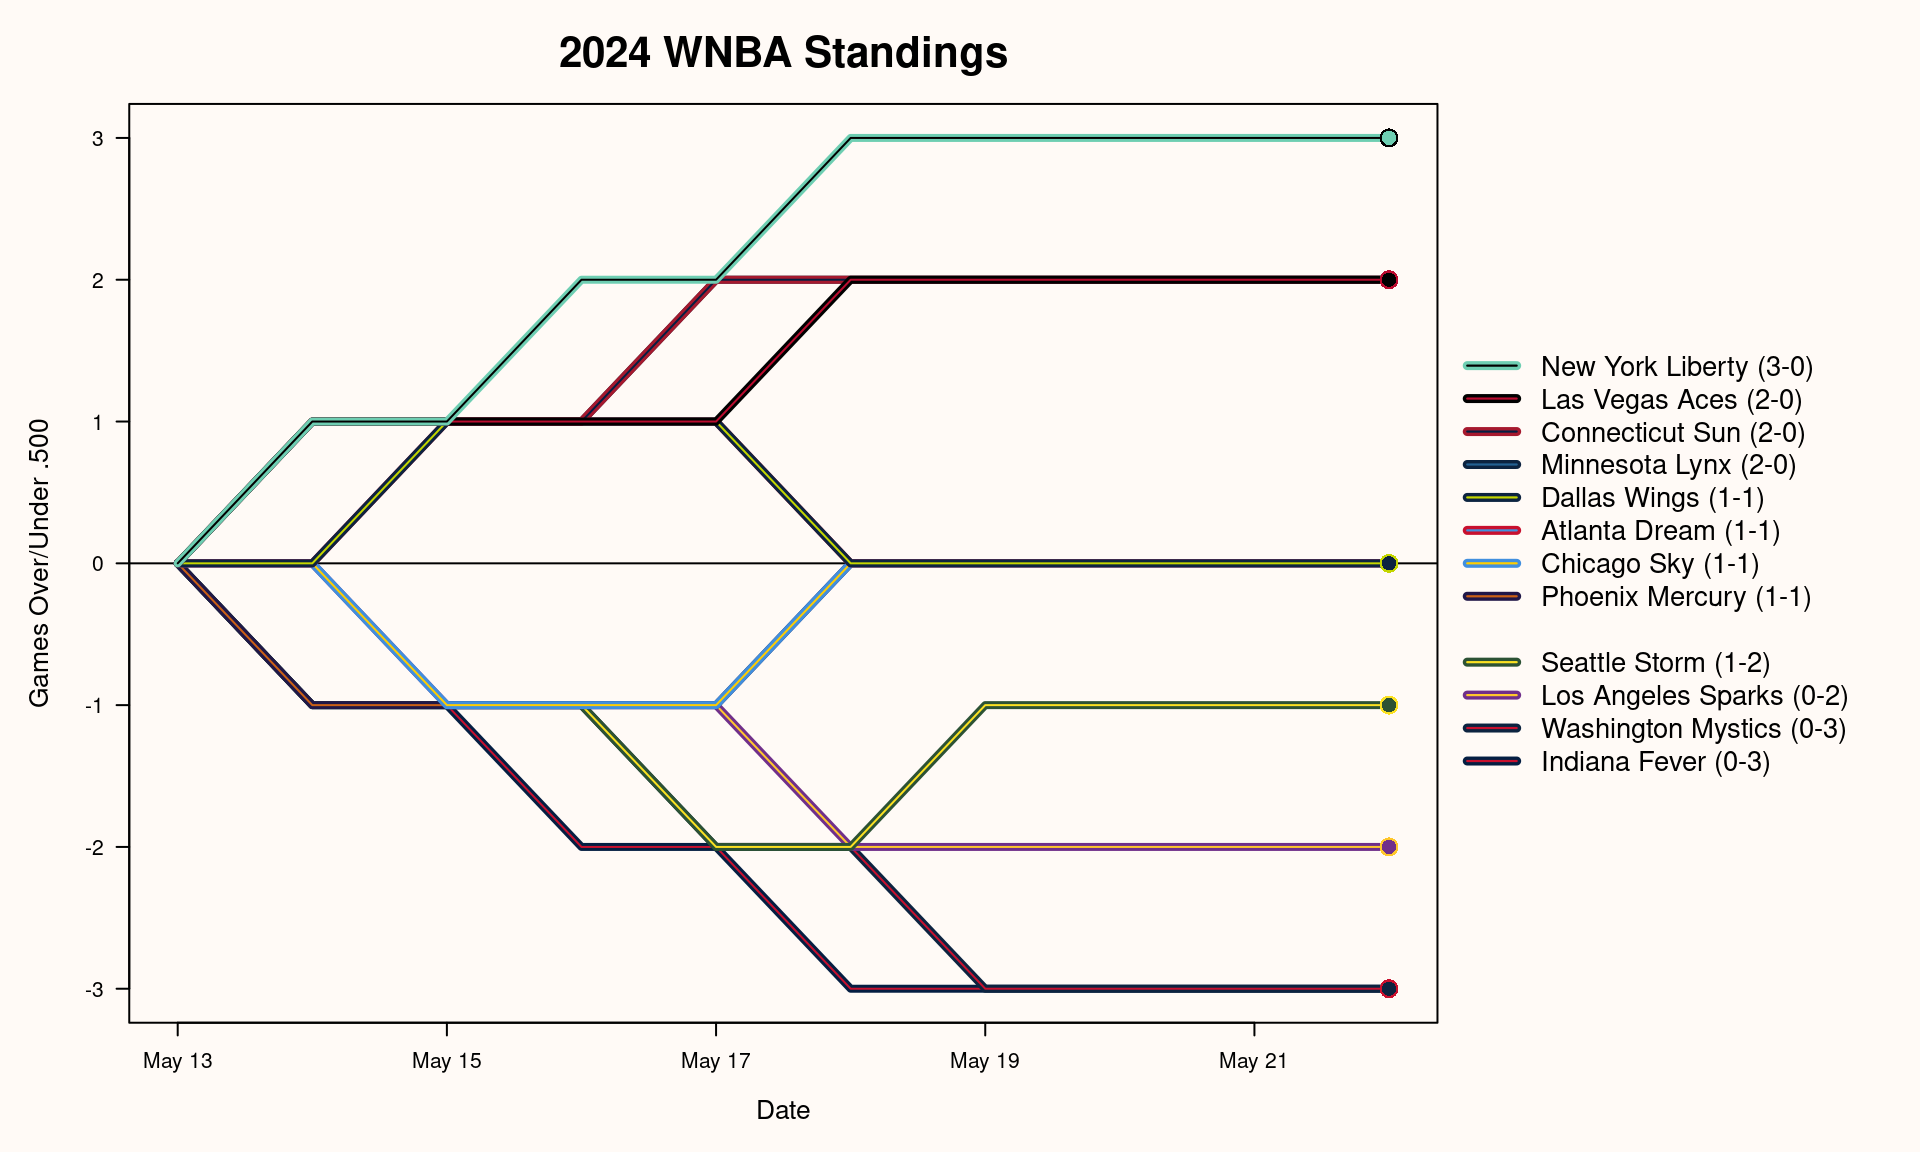 2024 WNBA Standings
Games Over/Under .500
3
2
1
0
-1
-2
-3
May 13
May 15
May 17
May 19
May 21
Date
New York Liberty (3-0)
Las Vegas Aces (2-0)
Connecticut Sun (2-0)
Minnesota Lynx (2-0)
Dallas Wings (1-1)
Atlanta Dream (1-1)
Chicago Sky (1-1)
Phoenix Mercury (1-1)
Seattle Storm (1-2)
Los Angeles Sparks (0-2)
Washington Mystics (0-3)
Indiana Fever (0-3)